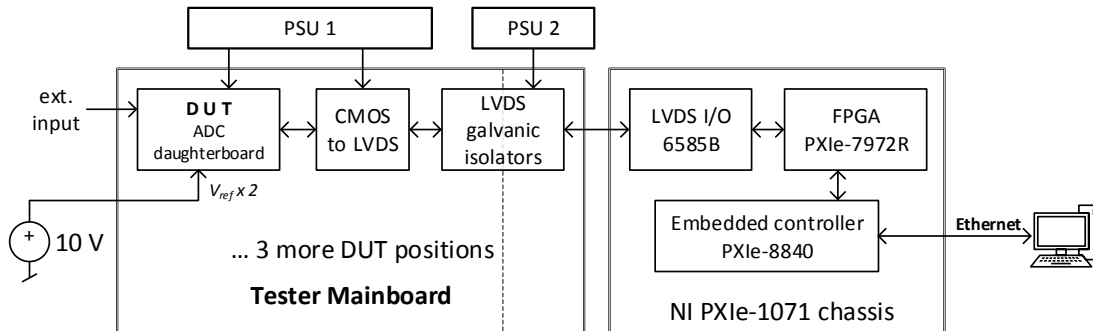 PSU 1
PSU 2
ext.
input
D U T
ADC
daughterboard
CMOS
to LVDS
LVDS
galvanic
isolators
LVDS I/O
6585B
FPGA
PXIe-7972R
Vref x 2
10 V
+
Embedded controller
PXIe-8840
Ethernet
... 3 more DUT positions
Tester Mainboard
NI PXIe-1071 chassis